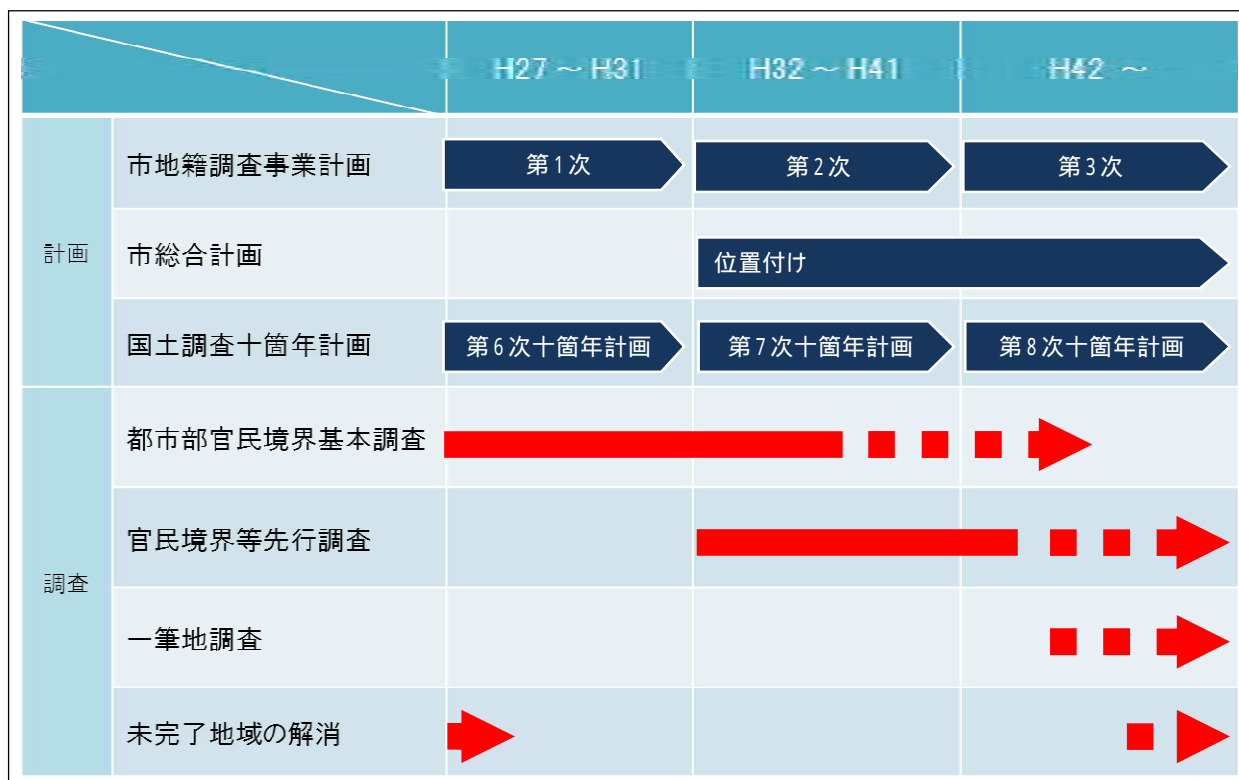 H27～H31 H32～H41 H42～
計画
市地籍調査事業計画 第1次 第2次 第3次
市総合計画 位置付け
国土調査十箇年計画 第6次十箇年計画 第7次十箇年計画 第8次十箇年計画
調査
都市部官民境界基本調査
官民境界等先行調査
一筆地調査
未完了地域の解消